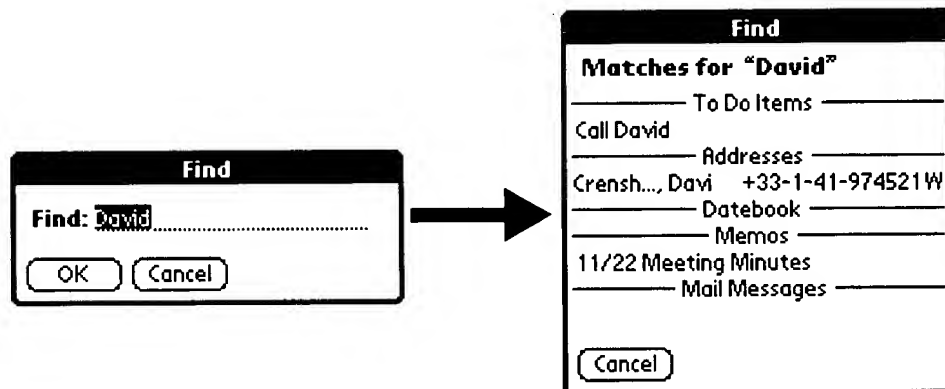 Find
Find: David
OK Cancel
Find
Matches for “David”
To Do Items
Call David
Addresses
Crensh..., Davi +33-1-41-974521W
Datebook
Memos
11/22 Meeting Minutes
Mail Messages
Cancel